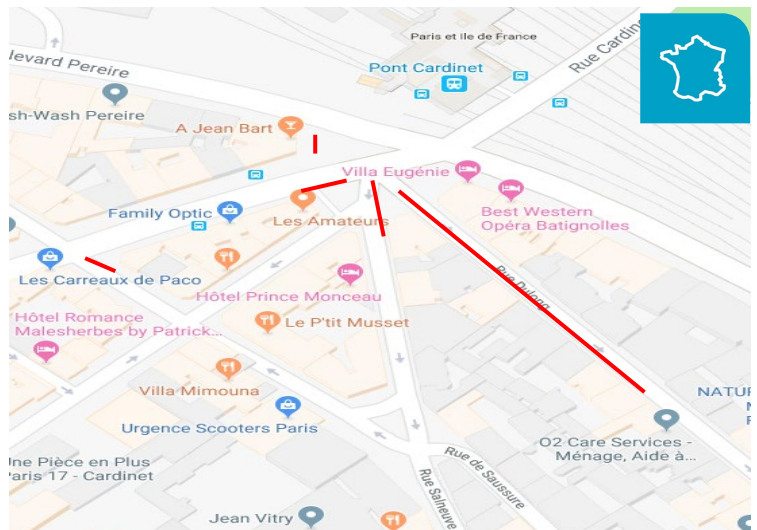 Paris et Ile de France
Rue Cardin
levard Pereire
Pont Cardinet
sh-Wash Pereire
A Jean Bart
Villa Eugénie
Family Optic
Les Amateurs
Best Western
Opéra Batignolles
Les Carreaux de Paco
Rue Dulong
Hôtel Prince Monceau
Hôtel Romance
Malesherbes by Patrick...
Le P'tit Musset
Villa Mimouna
NATUR
Urgence Scooters Paris
O2 Care Services -
Ménage, Aide à...
Une Pièce en Plus
Paris 17 - Cardinet
Rue de Saussure
Rue Salneuve
Jean Vitry